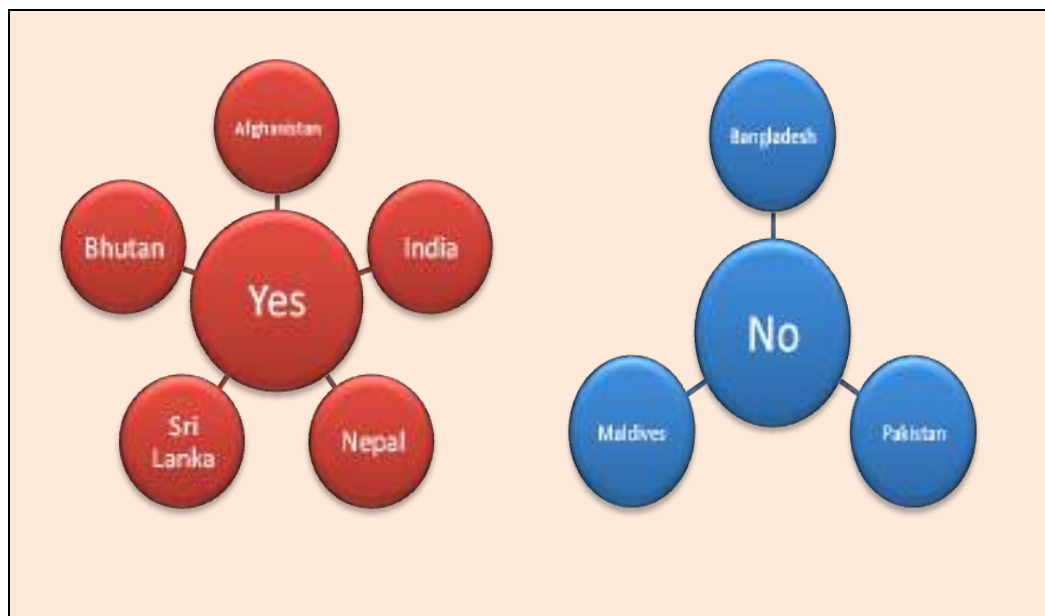 Afghanistan
Bhutan
India
Yes
Sri
Lanka
Nepal
Bangladesh
No
Maldives
Pakistan